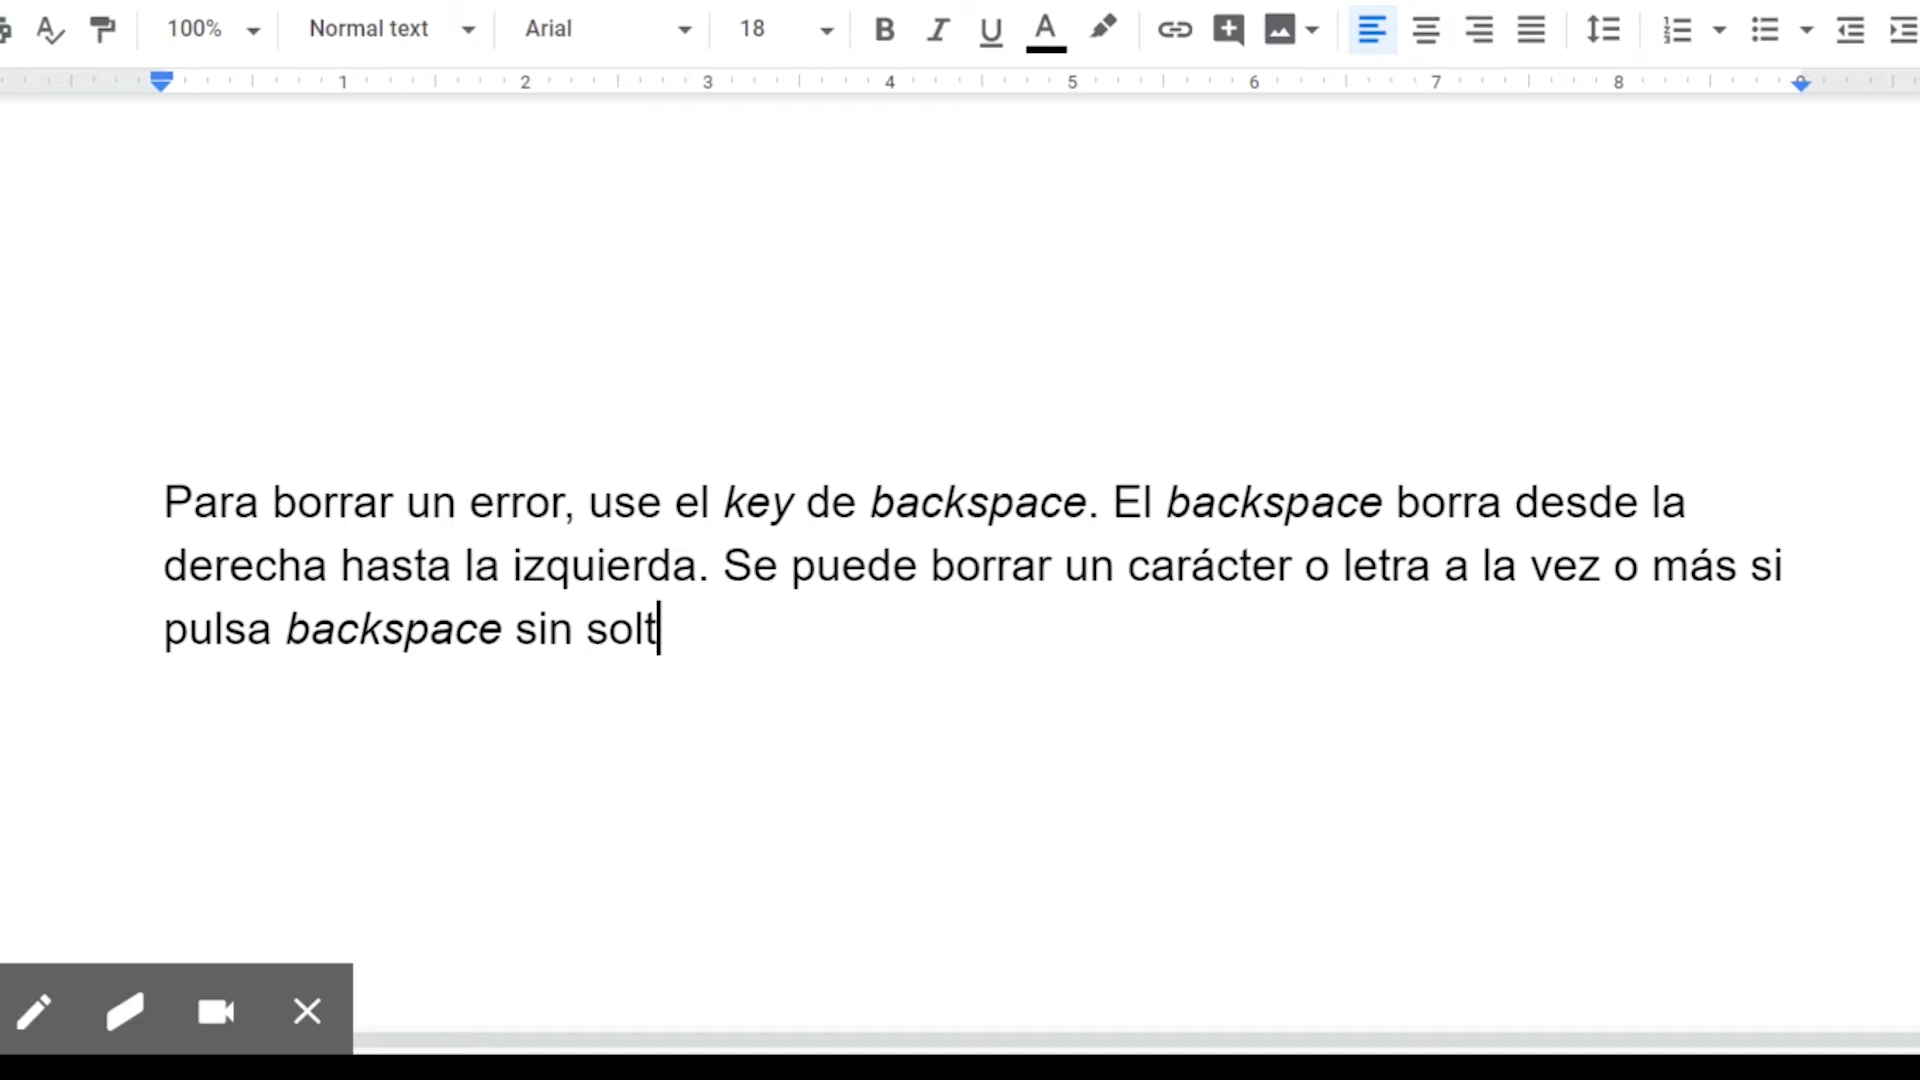 100% Normal text Arial 18 B I U A
1 2 3 4 5 6 7 8
Para borrar un error, use el key de backspace. El backspace borra desde la
derecha hasta la izquierda. Se puede borrar un carácter o letra a la vez o más si
pulsa backspace sin solt